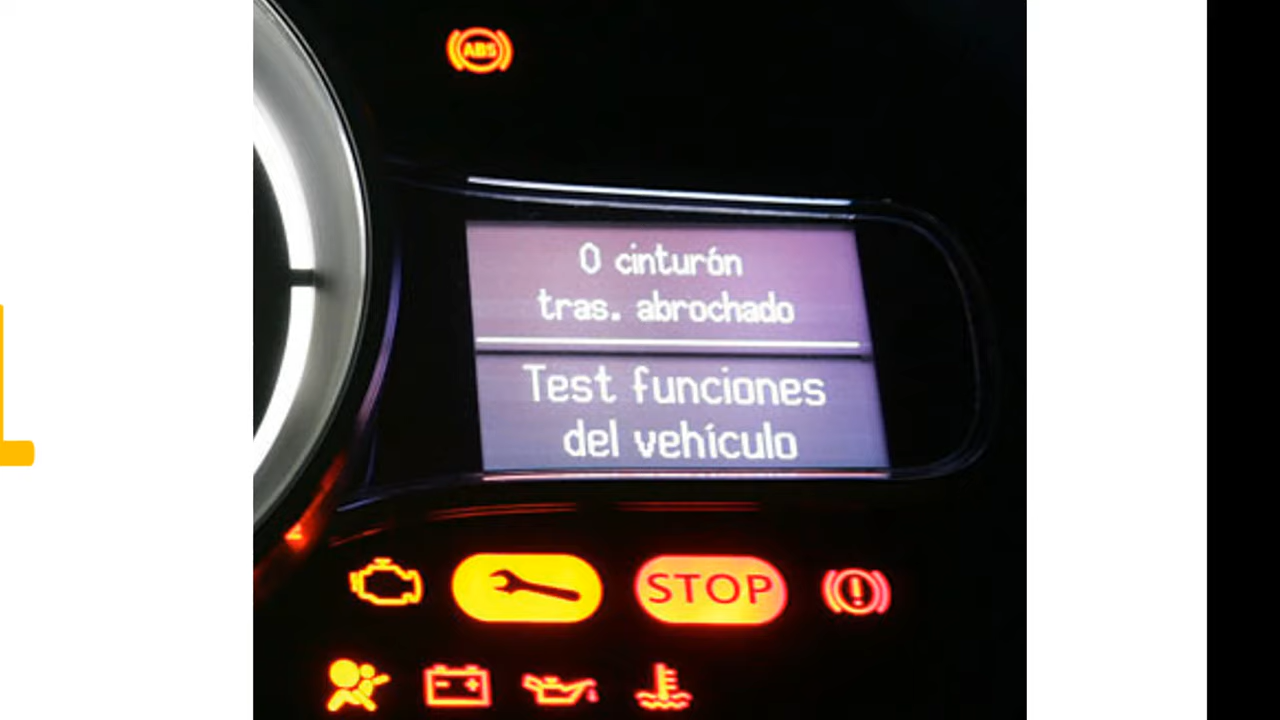 ABS
0 cinturón
tras. abrochado
Test funciones
del vehículo
STOP